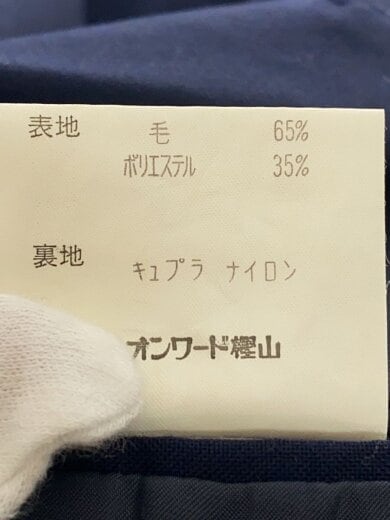 表地 毛 65%
ポリエステル 35%
裏地 キュプラ ナイロン
オンワード樫山